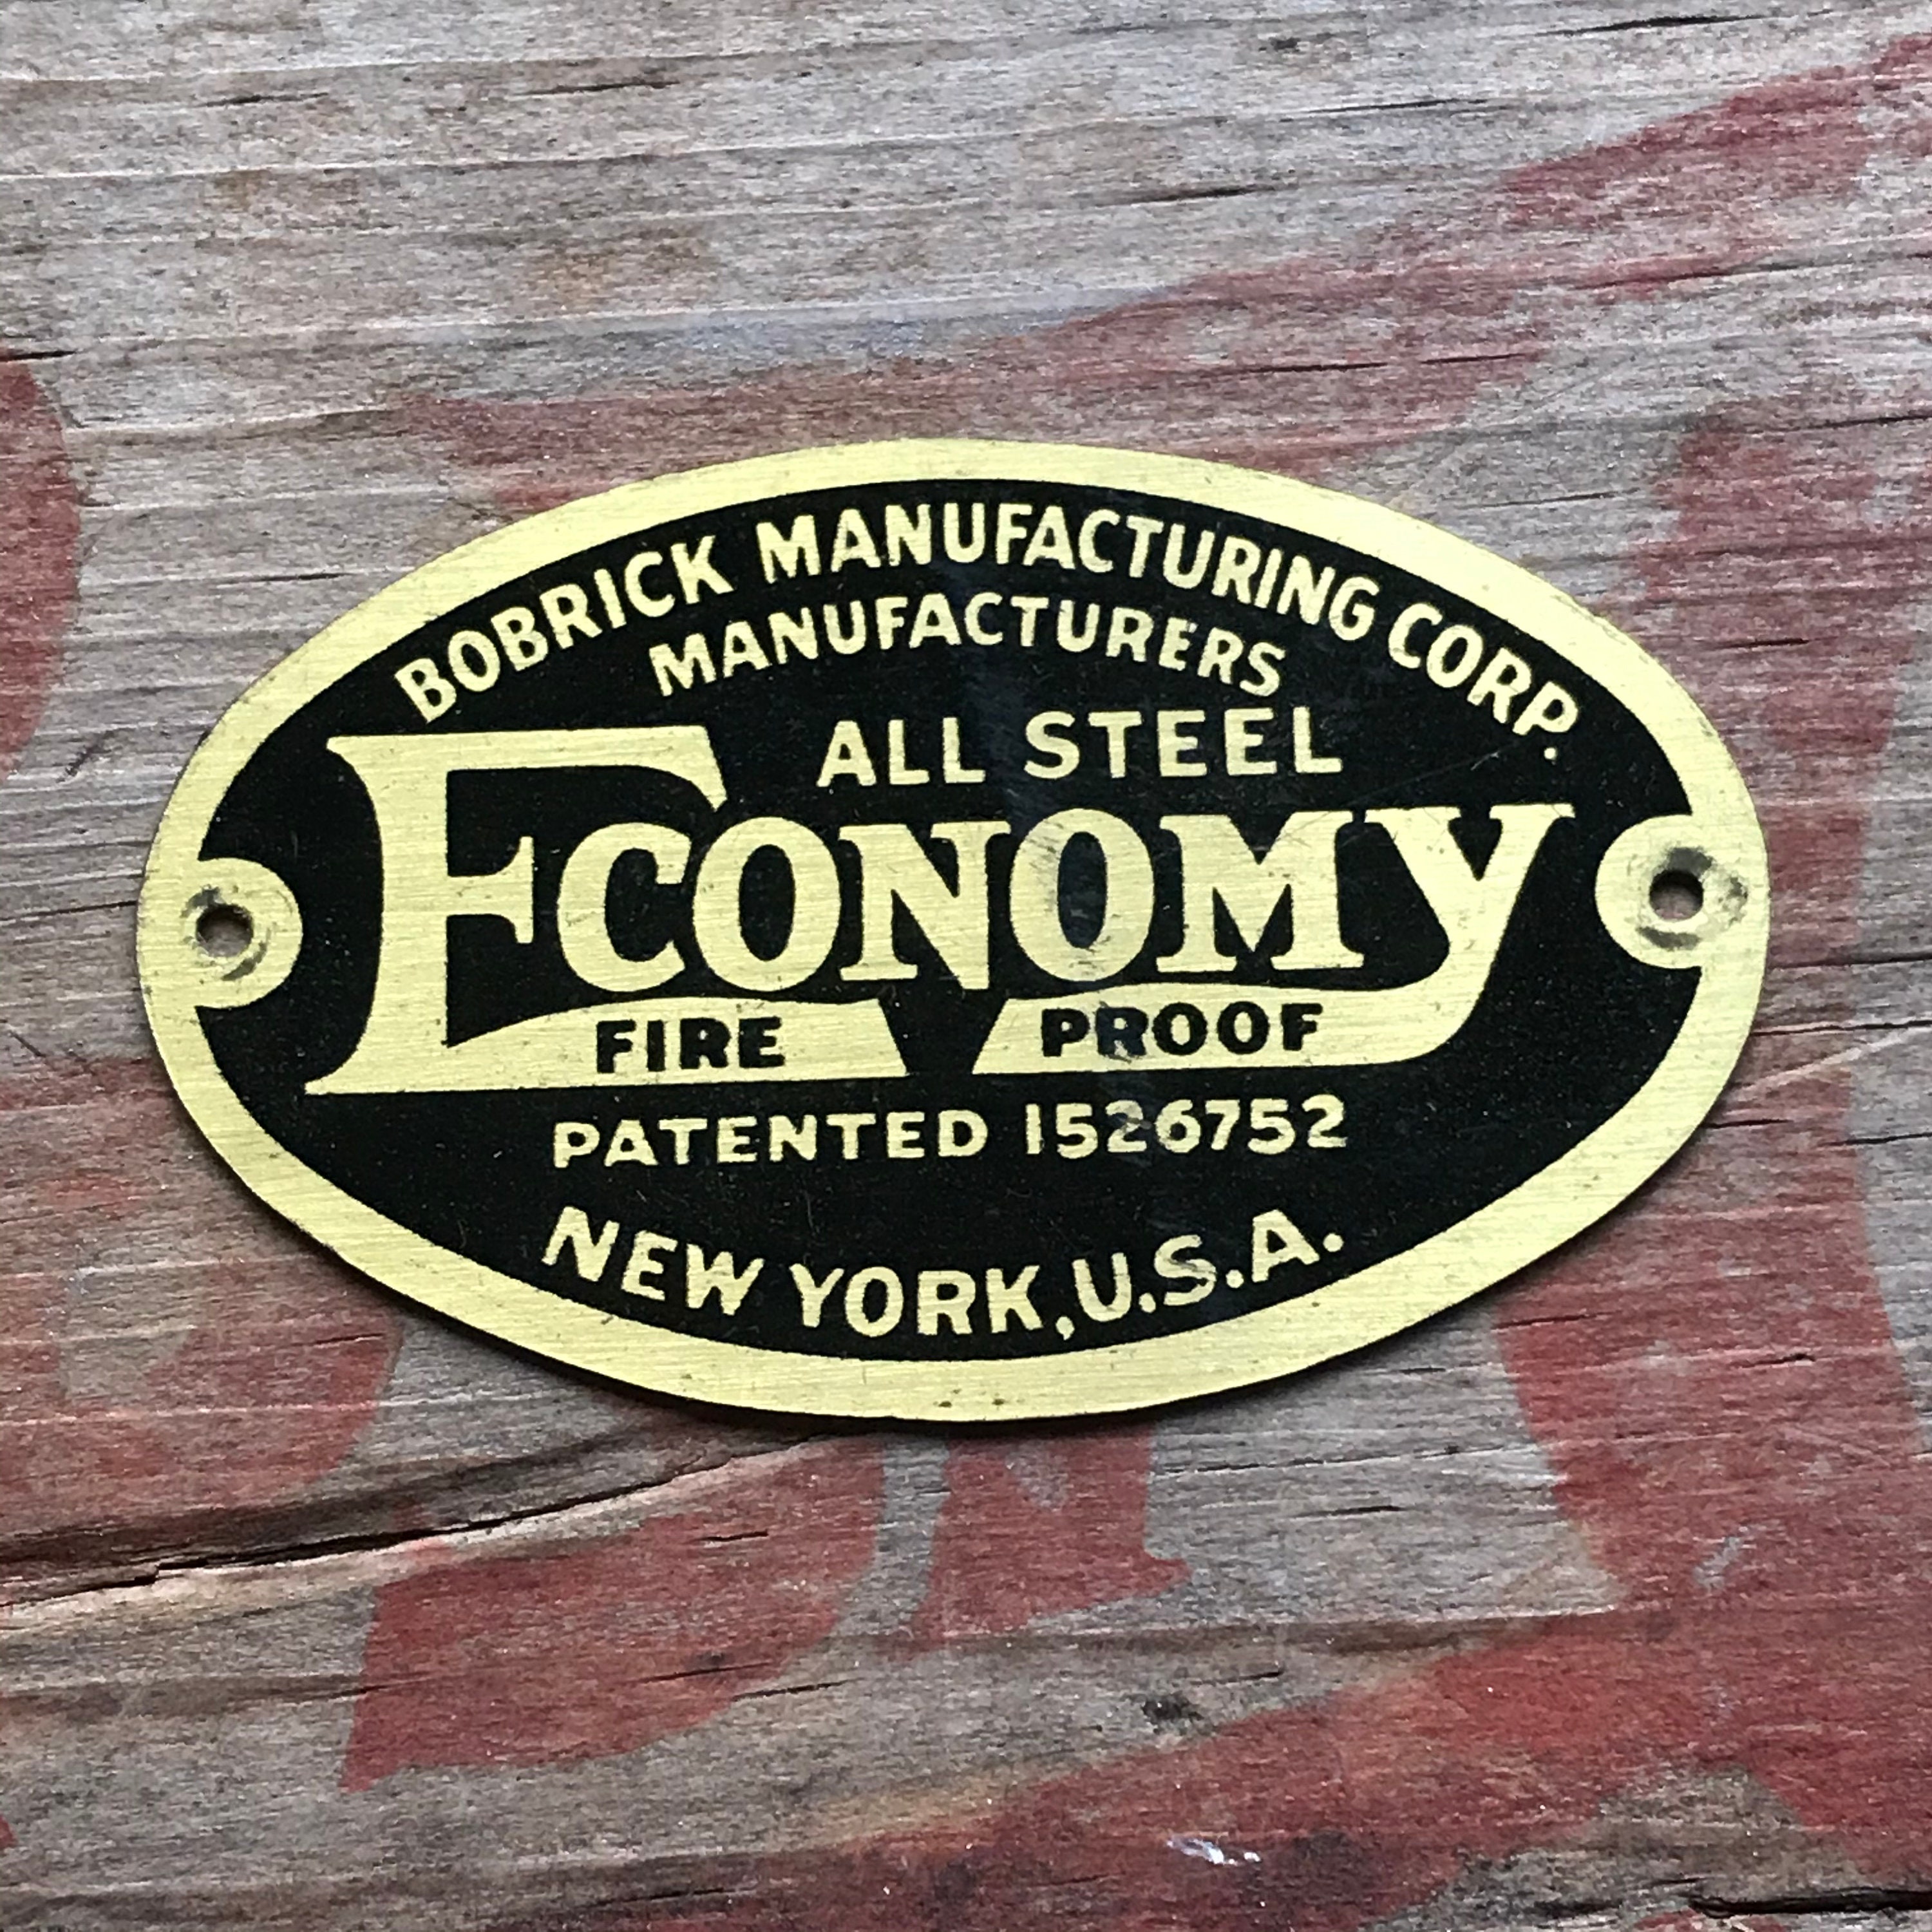 BOBRICK MANUFACTURING CORP.
MANUFACTURERS
ALL STEEL
ECONOMY
FIRE PROOF
PATENTED 1526752
NEW YORK, U.S.A.